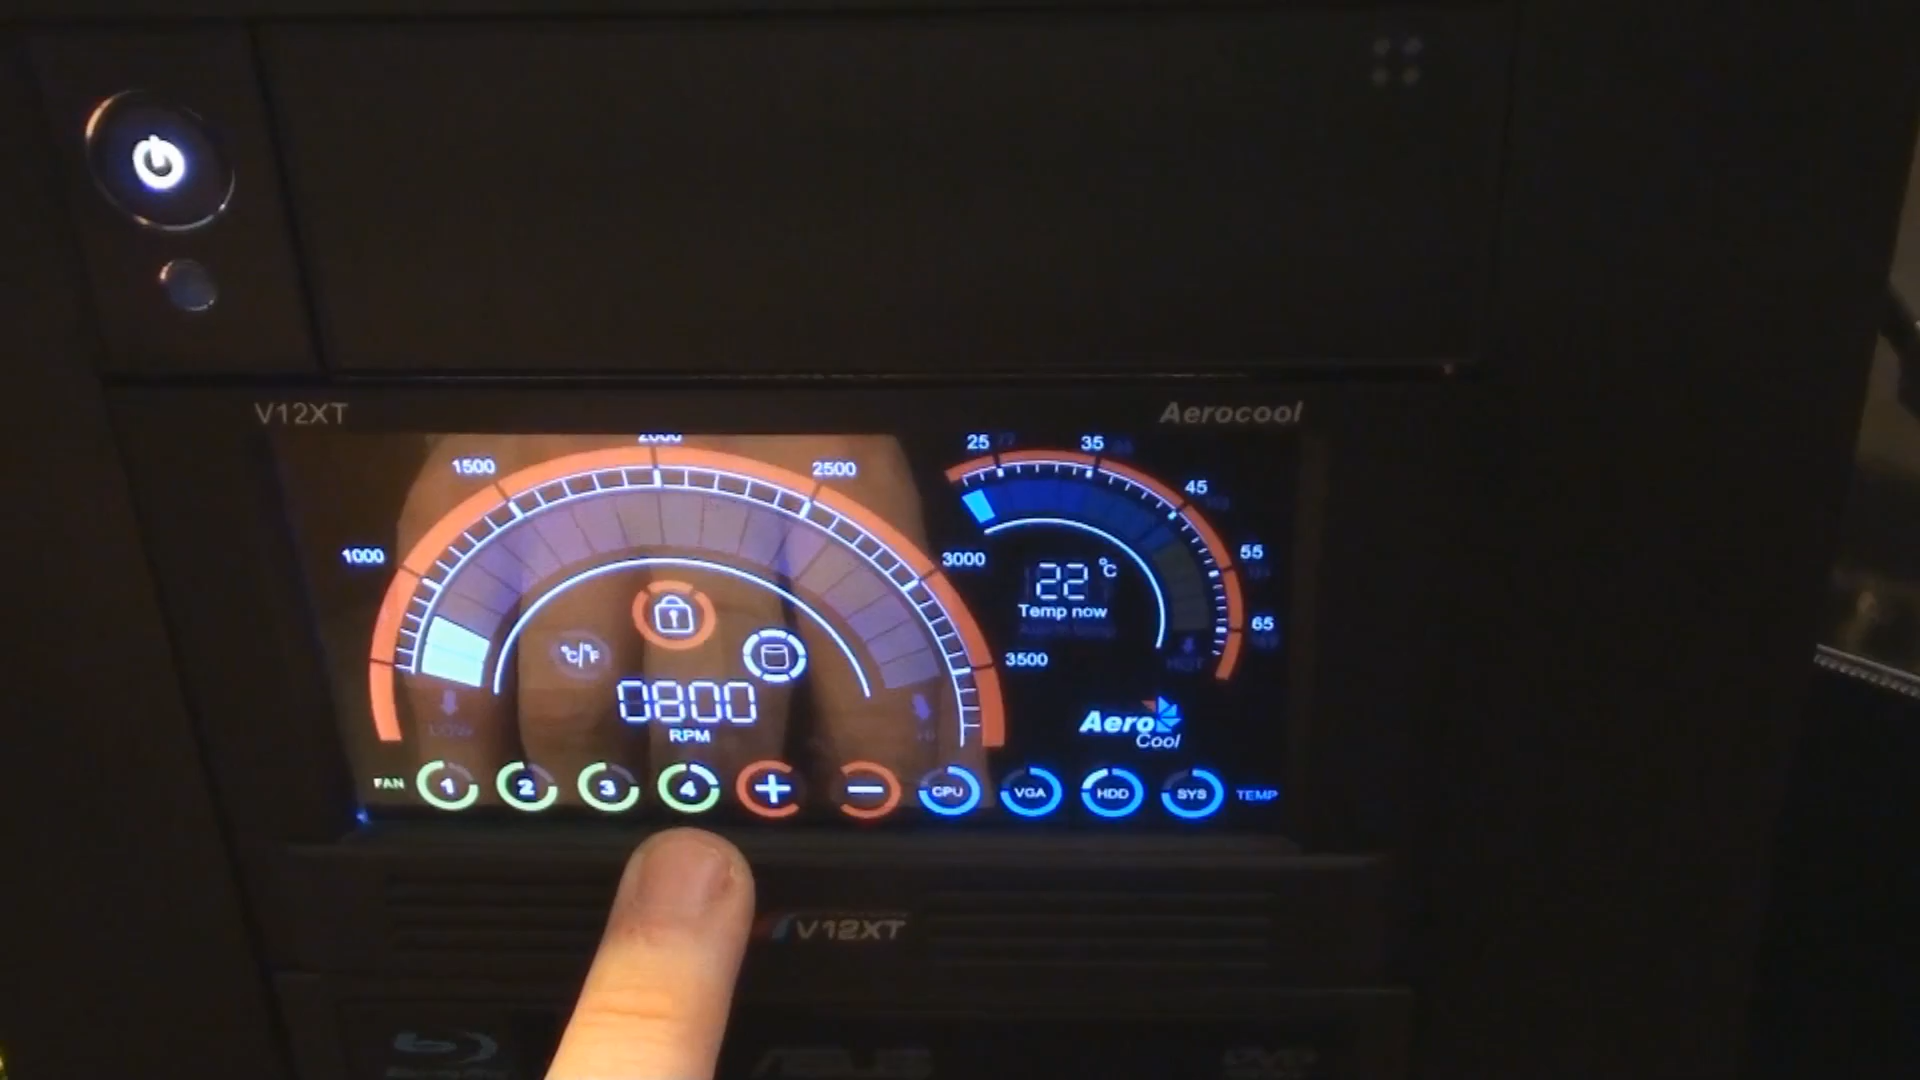 V12XT
Aerocool
1000
1500
2000
2500
3000
3500
25
35
45
55
65
°C/°F
0800
RPM
22 °C
Temp now
Aero
Cool
FAN 1 2 3 4 + − CPU VGA HDD SYS TEMP
V12XT